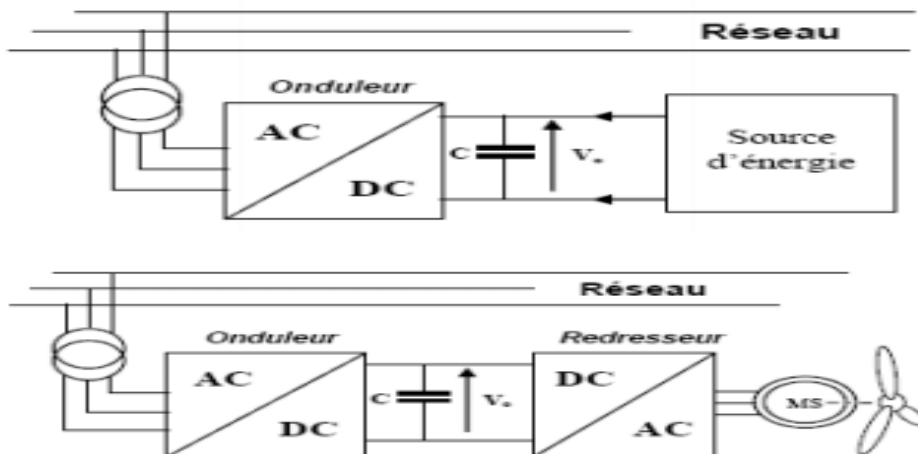 Réseau
Onduleur
AC
DC
C
V
Source
d'énergie
Réseau
Onduleur
Redresseur
AC
DC
C
V
DC
AC
MS